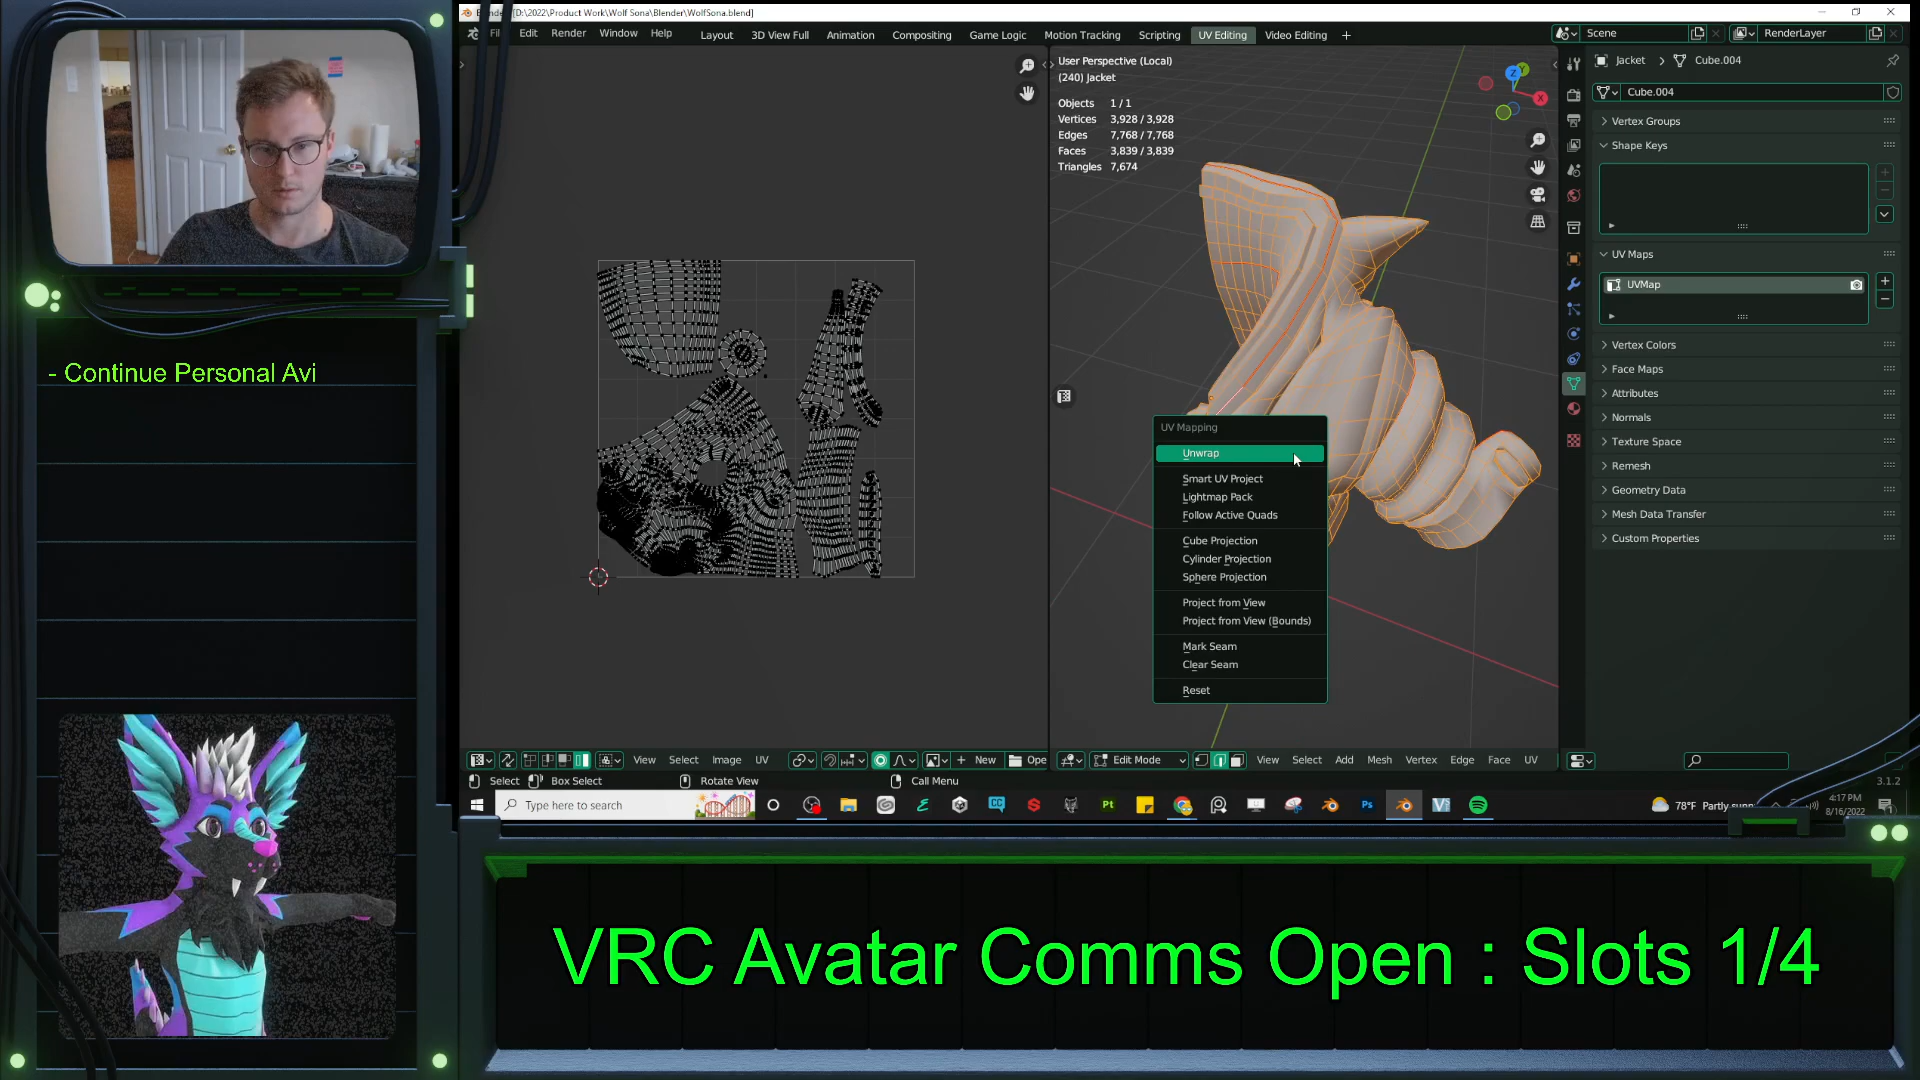 Blender [D:\2022\Product Work\Wolf Sona\Blender\WolfSona.blend]
Edit Render Window Help Layout 3D View Full Animation Compositing Game Logic Motion Tracking Scripting UV Editing Video Editing + Scene RenderLayer
User Perspective (Local)
(240) Jacket
Objects 1 / 1
Vertices 3,928 / 3,928
Edges 7,768 / 7,768
Faces 3,839 / 3,839
Triangles 7,674
Z
Y
X
Jacket > Cube.004
Cube.004
Vertex Groups
Shape Keys
UV Maps
UVMap
Vertex Colors
Face Maps
Attributes
Normals
Texture Space
Remesh
Geometry Data
Mesh Data Transfer
Custom Properties
UV Mapping
Unwrap
Smart UV Project
Lightmap Pack
Follow Active Quads
Cube Projection
Cylinder Projection
Sphere Projection
Project from View
Project from View (Bounds)
Mark Seam
Clear Seam
Reset
- Continue Personal Avi
View Select Image UV New Ope
Edit Mode View Select Add Mesh Vertex Edge Face UV
Select Box Select Rotate View Call Menu 3.1.2
Type here to search
78°F Partly sunn
4:17 PM
8/16/2022
VRC Avatar Comms Open : Slots 1/4